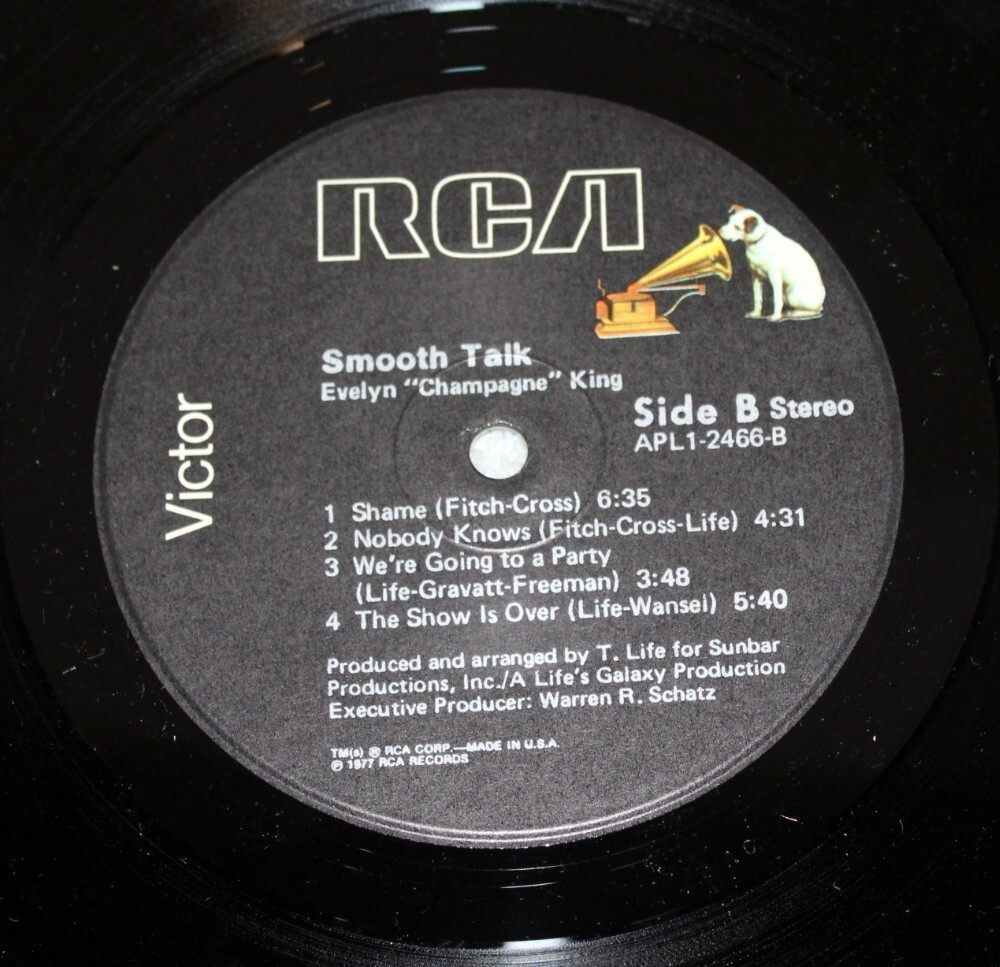 RCA
Victor
Smooth Talk
Evelyn "Champagne" King
Side B Stereo
APL1-2466-B
1 Shame (Fitch-Cross) 6:35
2 Nobody Knows (Fitch-Cross-Life) 4:31
3 We're Going to a Party
(Life-Gravatt-Freeman) 3:48
4 The Show Is Over (Life-Wansel) 5:40
Produced and arranged by T. Life for Sunbar
Productions, Inc./A Life's Galaxy Production
Executive Producer: Warren R. Schatz
TM(s) ® RCA CORP.—MADE IN U.S.A.
℗ 1977 RCA RECORDS